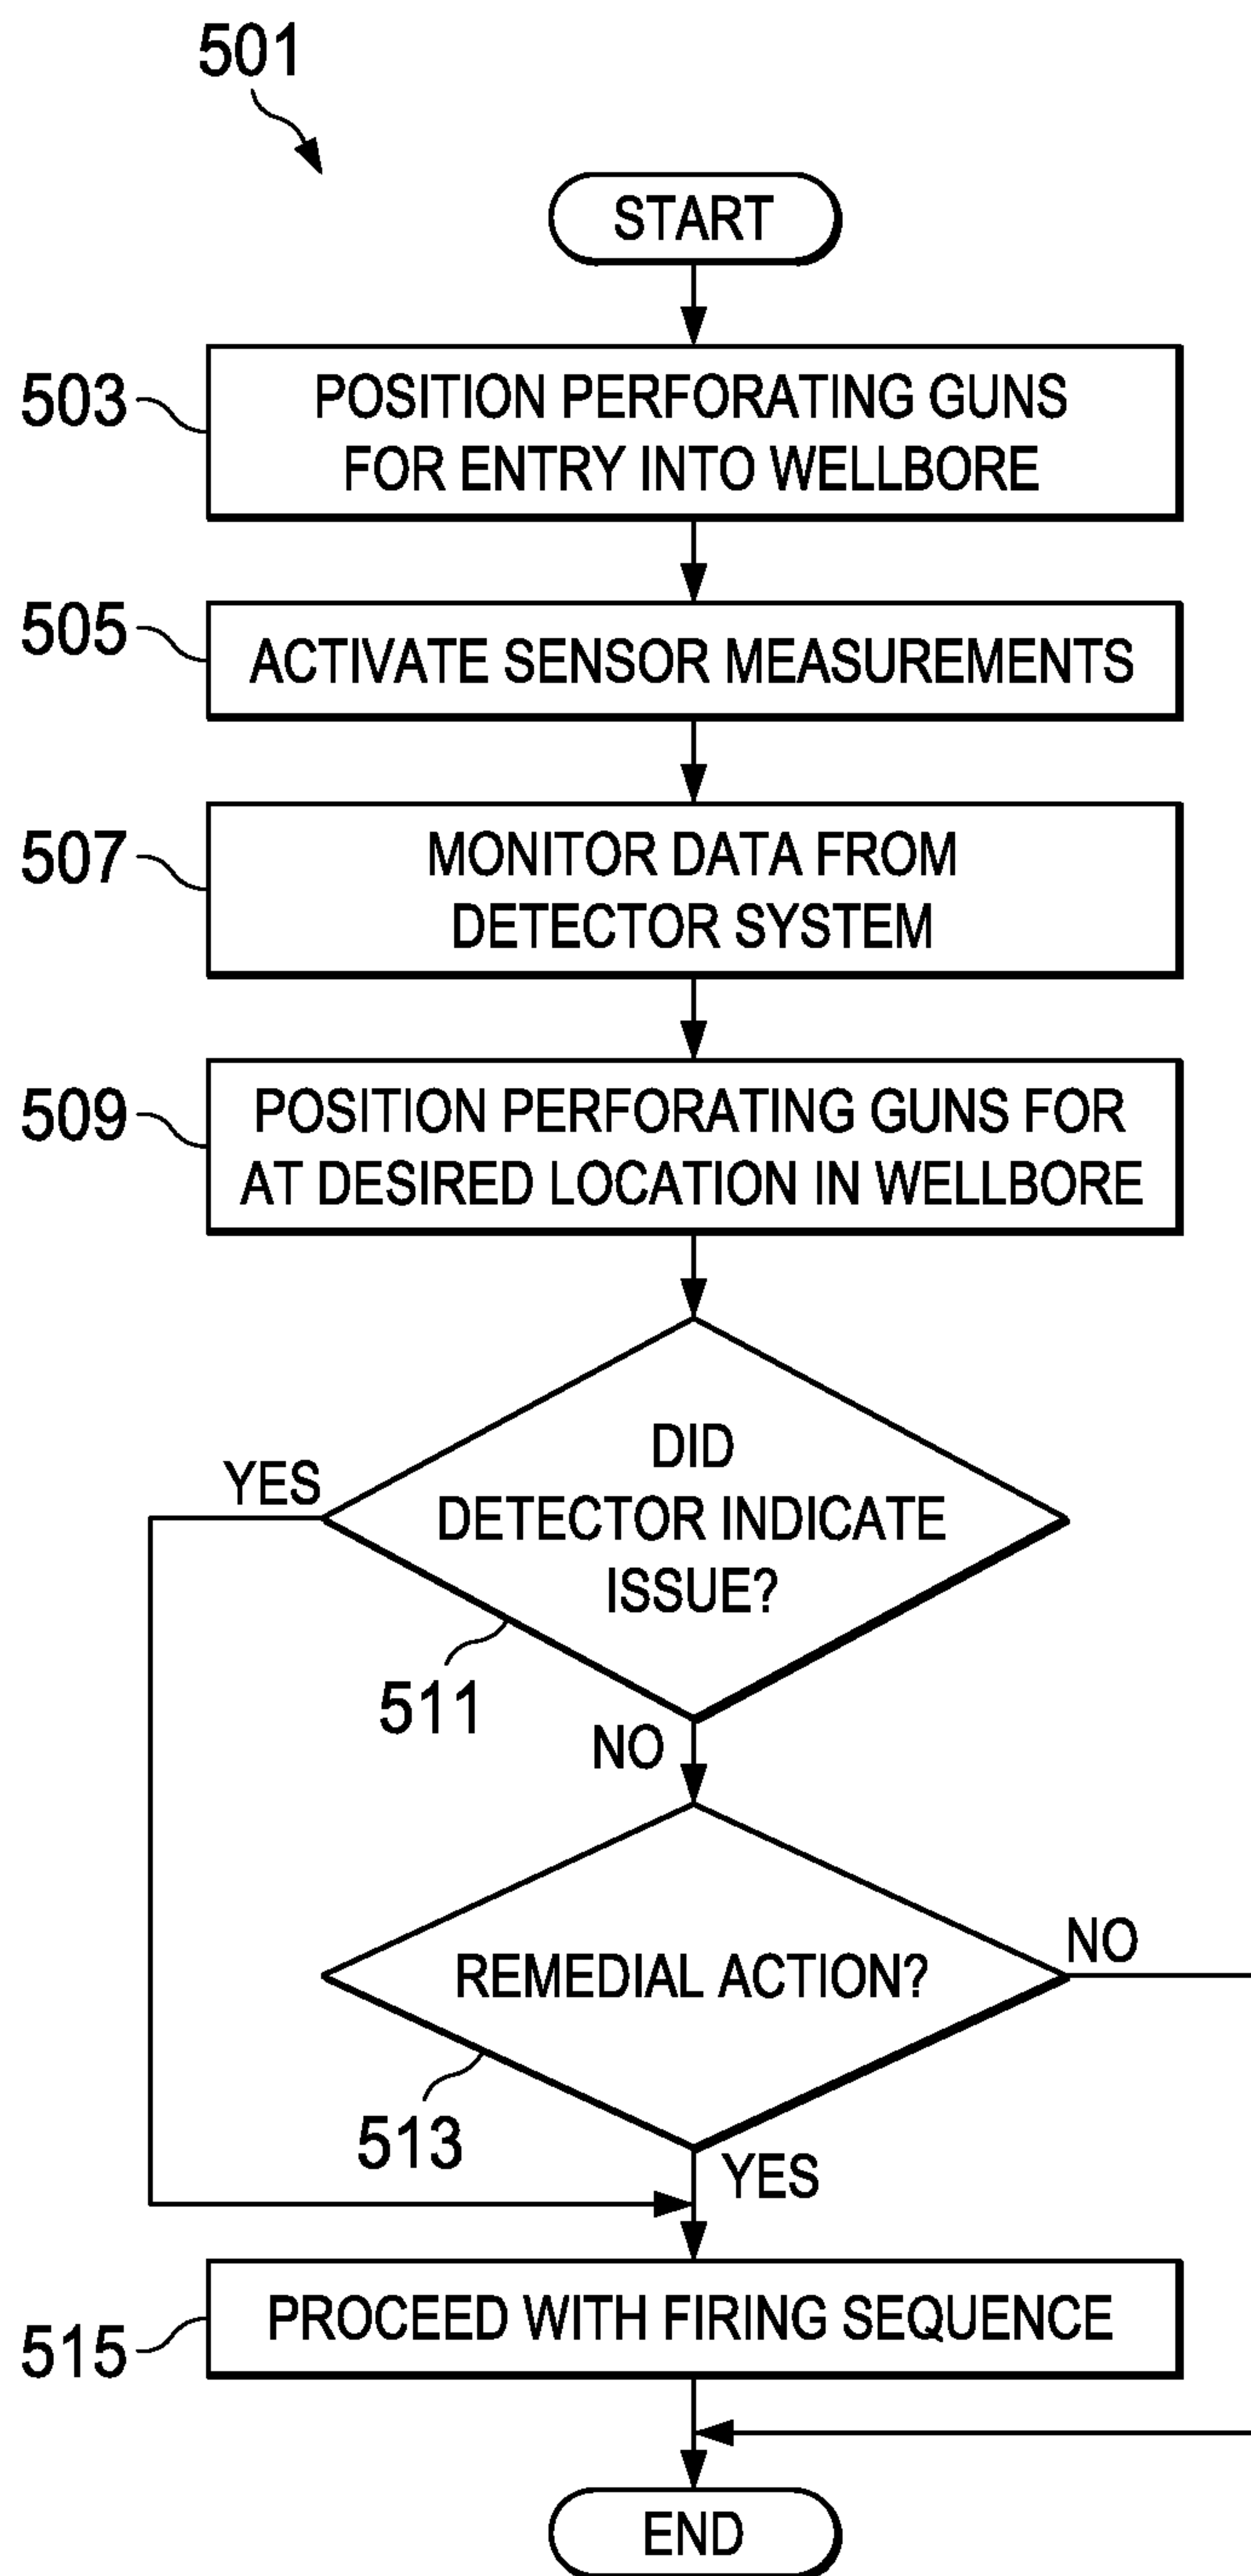 501
START
503
POSITION PERFORATING GUNS
FOR ENTRY INTO WELLBORE
505
ACTIVATE SENSOR MEASUREMENTS
507
MONITOR DATA FROM
DETECTOR SYSTEM
509
POSITION PERFORATING GUNS FOR
AT DESIRED LOCATION IN WELLBORE
YES
DID
DETECTOR INDICATE
ISSUE?
511
NO
REMEDIAL ACTION?
NO
513
YES
515
PROCEED WITH FIRING SEQUENCE
END